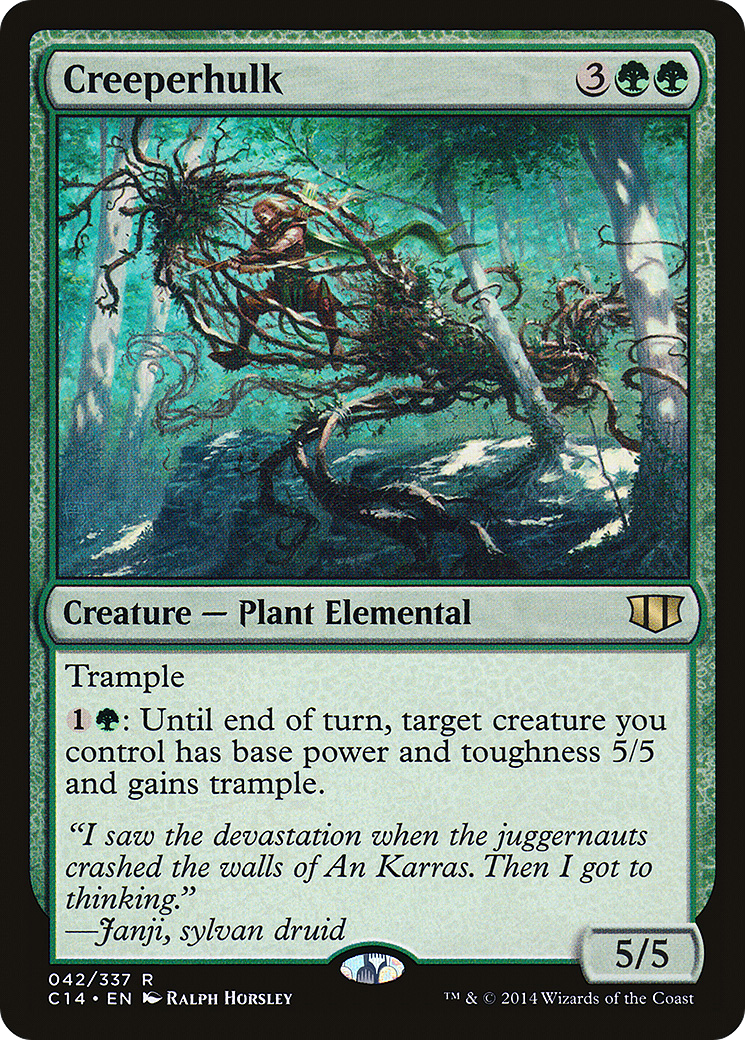 Creeperhulk 3
Creature — Plant Elemental
Trample
1 : Until end of turn, target creature you
control has base power and toughness 5/5
and gains trample.
“I saw the devastation when the juggernauts
crashed the walls of An Karras. Then I got to
thinking.”
—Janji, sylvan druid
5/5
042/337 R
C14 • EN Ralph Horsley
™ & © 2014 Wizards of the Coast